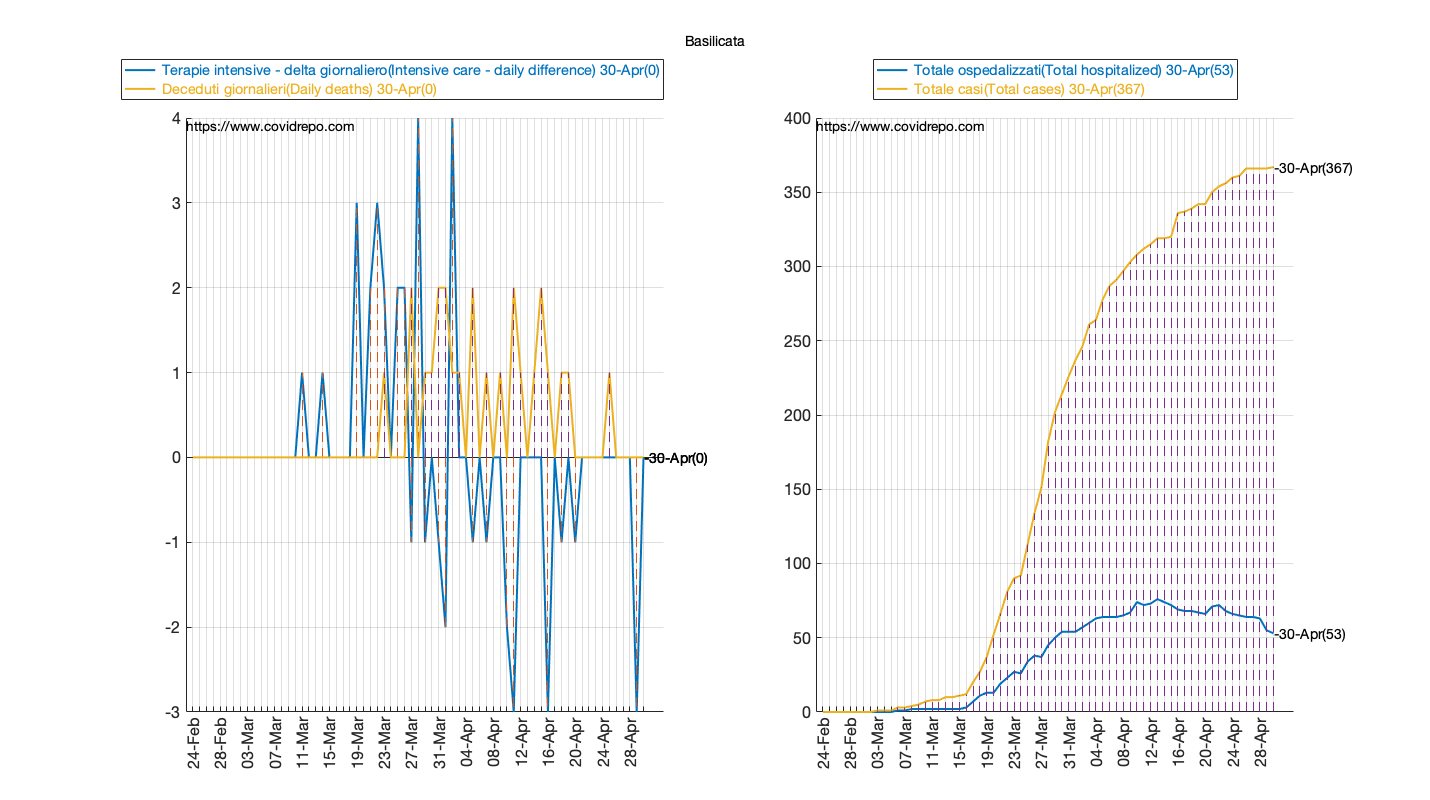 Basilicata
Terapie intensive - delta giornaliero(Intensive care - daily difference) 30-Apr(0)
Deceduti giornalieri(Daily deaths) 30-Apr(0)
https://www.covidrepo.com
4
3
2
1
0
-1
-2
-3
-30-Apr(0)
24-Feb
28-Feb
03-Mar
07-Mar
11-Mar
15-Mar
19-Mar
23-Mar
27-Mar
31-Mar
04-Apr
08-Apr
12-Apr
16-Apr
20-Apr
24-Apr
28-Apr
Totale ospedalizzati(Total hospitalized) 30-Apr(53)
Totale casi(Total cases) 30-Apr(367)
https://www.covidrepo.com
400
350
300
250
200
150
100
50
0
-30-Apr(367)
-30-Apr(53)
24-Feb
28-Feb
03-Mar
07-Mar
11-Mar
15-Mar
19-Mar
23-Mar
27-Mar
31-Mar
04-Apr
08-Apr
12-Apr
16-Apr
20-Apr
24-Apr
28-Apr